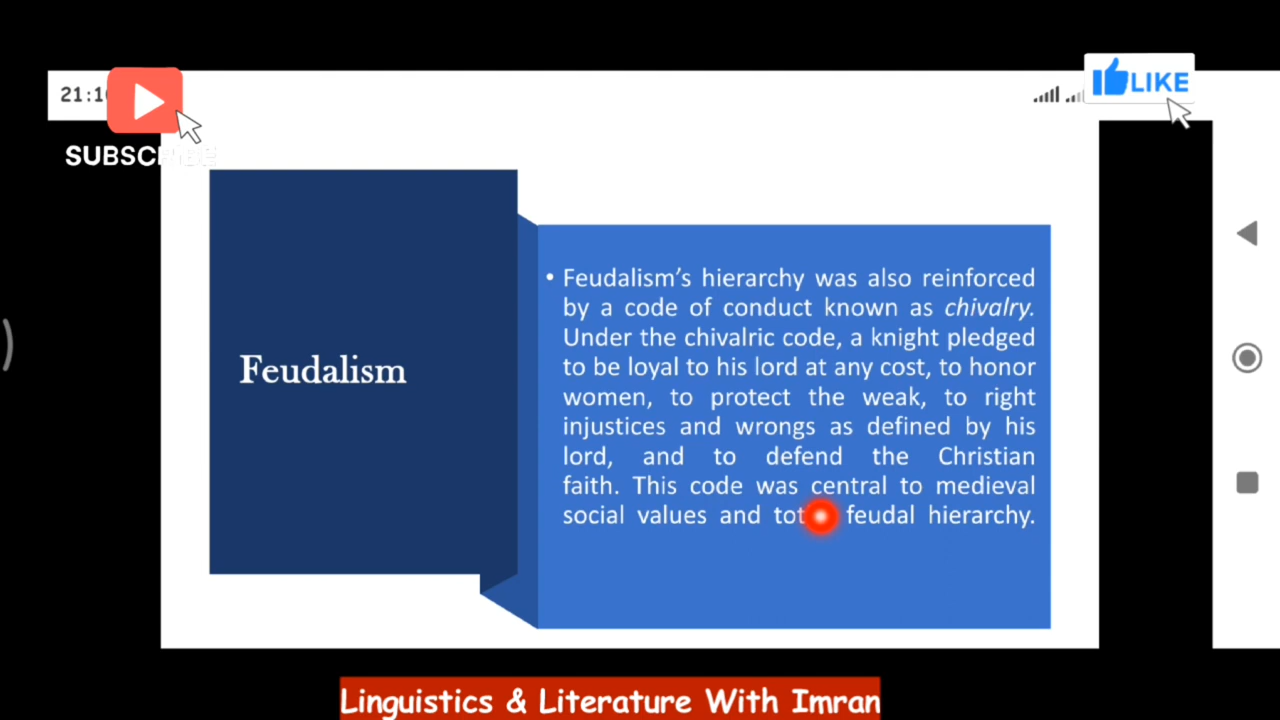 21:1
LIKE
SUBSCRIBE
Feudalism
• Feudalism’s hierarchy was also reinforced
by a code of conduct known as chivalry.
Under the chivalric code, a knight pledged
to be loyal to his lord at any cost, to honor
women, to protect the weak, to right
injustices and wrongs as defined by his
lord, and to defend the Christian
faith. This code was central to medieval
social values and feudal hierarchy.
Linguistics & Literature With Imran